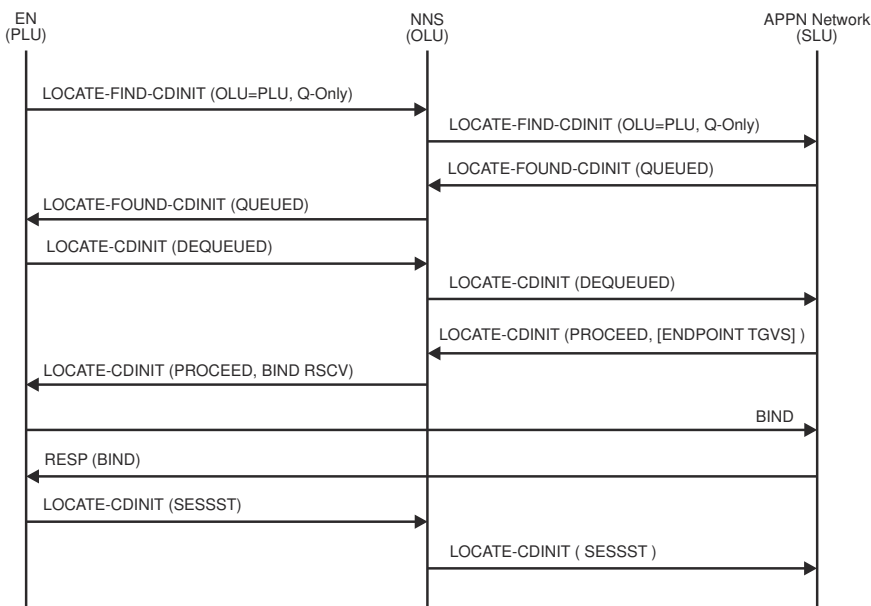 EN
(PLU)
NNS
(OLU)
APPN Network
(SLU)
LOCATE-FIND-CDINIT (OLU=PLU, Q-Only)
LOCATE-FIND-CDINIT (OLU=PLU, Q-Only)
LOCATE-FOUND-CDINIT (QUEUED)
LOCATE-FOUND-CDINIT (QUEUED)
LOCATE-CDINIT (DEQUEUED)
LOCATE-CDINIT (DEQUEUED)
LOCATE-CDINIT (PROCEED, [ENDPOINT TGVS] )
LOCATE-CDINIT (PROCEED, BIND RSCV)
BIND
RESP (BIND)
LOCATE-CDINIT (SESSST)
LOCATE-CDINIT ( SESSST )